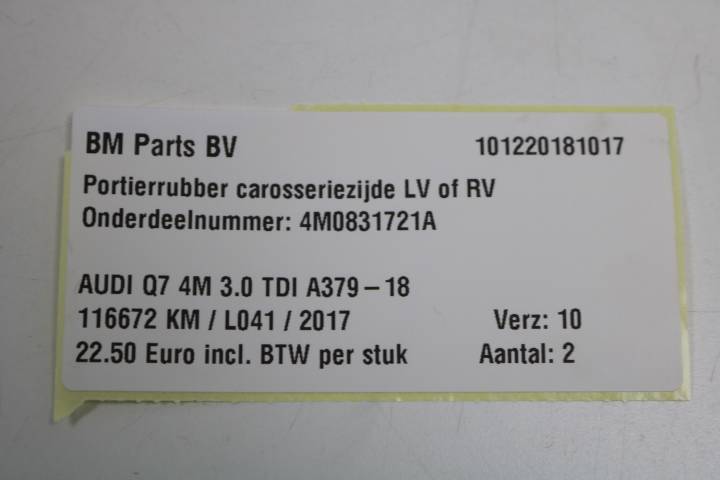 BM Parts BV 101220181017
Portierrubber carosseriezijde LV of RV
Onderdeelnummer: 4M0831721A
AUDI Q7 4M 3.0 TDI A379-18
116672 KM / L041 / 2017 Verz: 10
22.50 Euro incl. BTW per stuk Aantal: 2